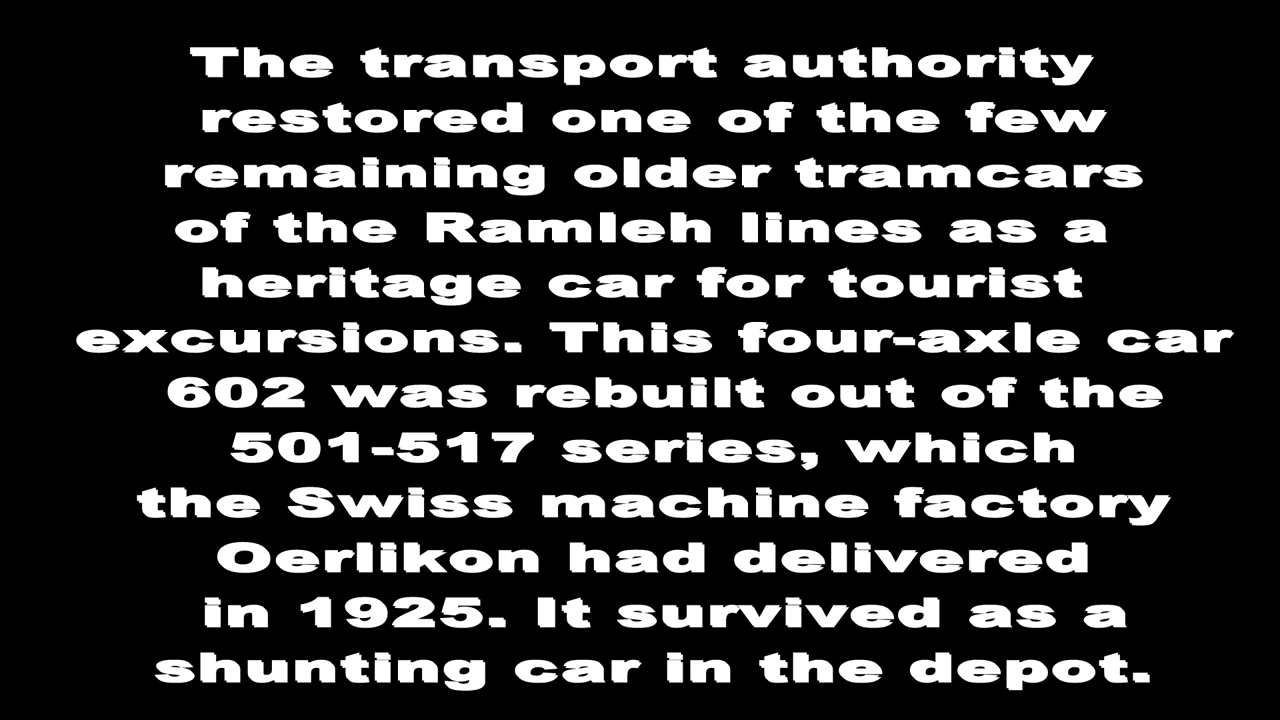 The transport authority
restored one of the few
remaining older tramcars
of the Ramleh lines as a
heritage car for tourist
excursions. This four-axle car
602 was rebuilt out of the
501-517 series, which
the Swiss machine factory
Oerlikon had delivered
in 1925. It survived as a
shunting car in the depot.